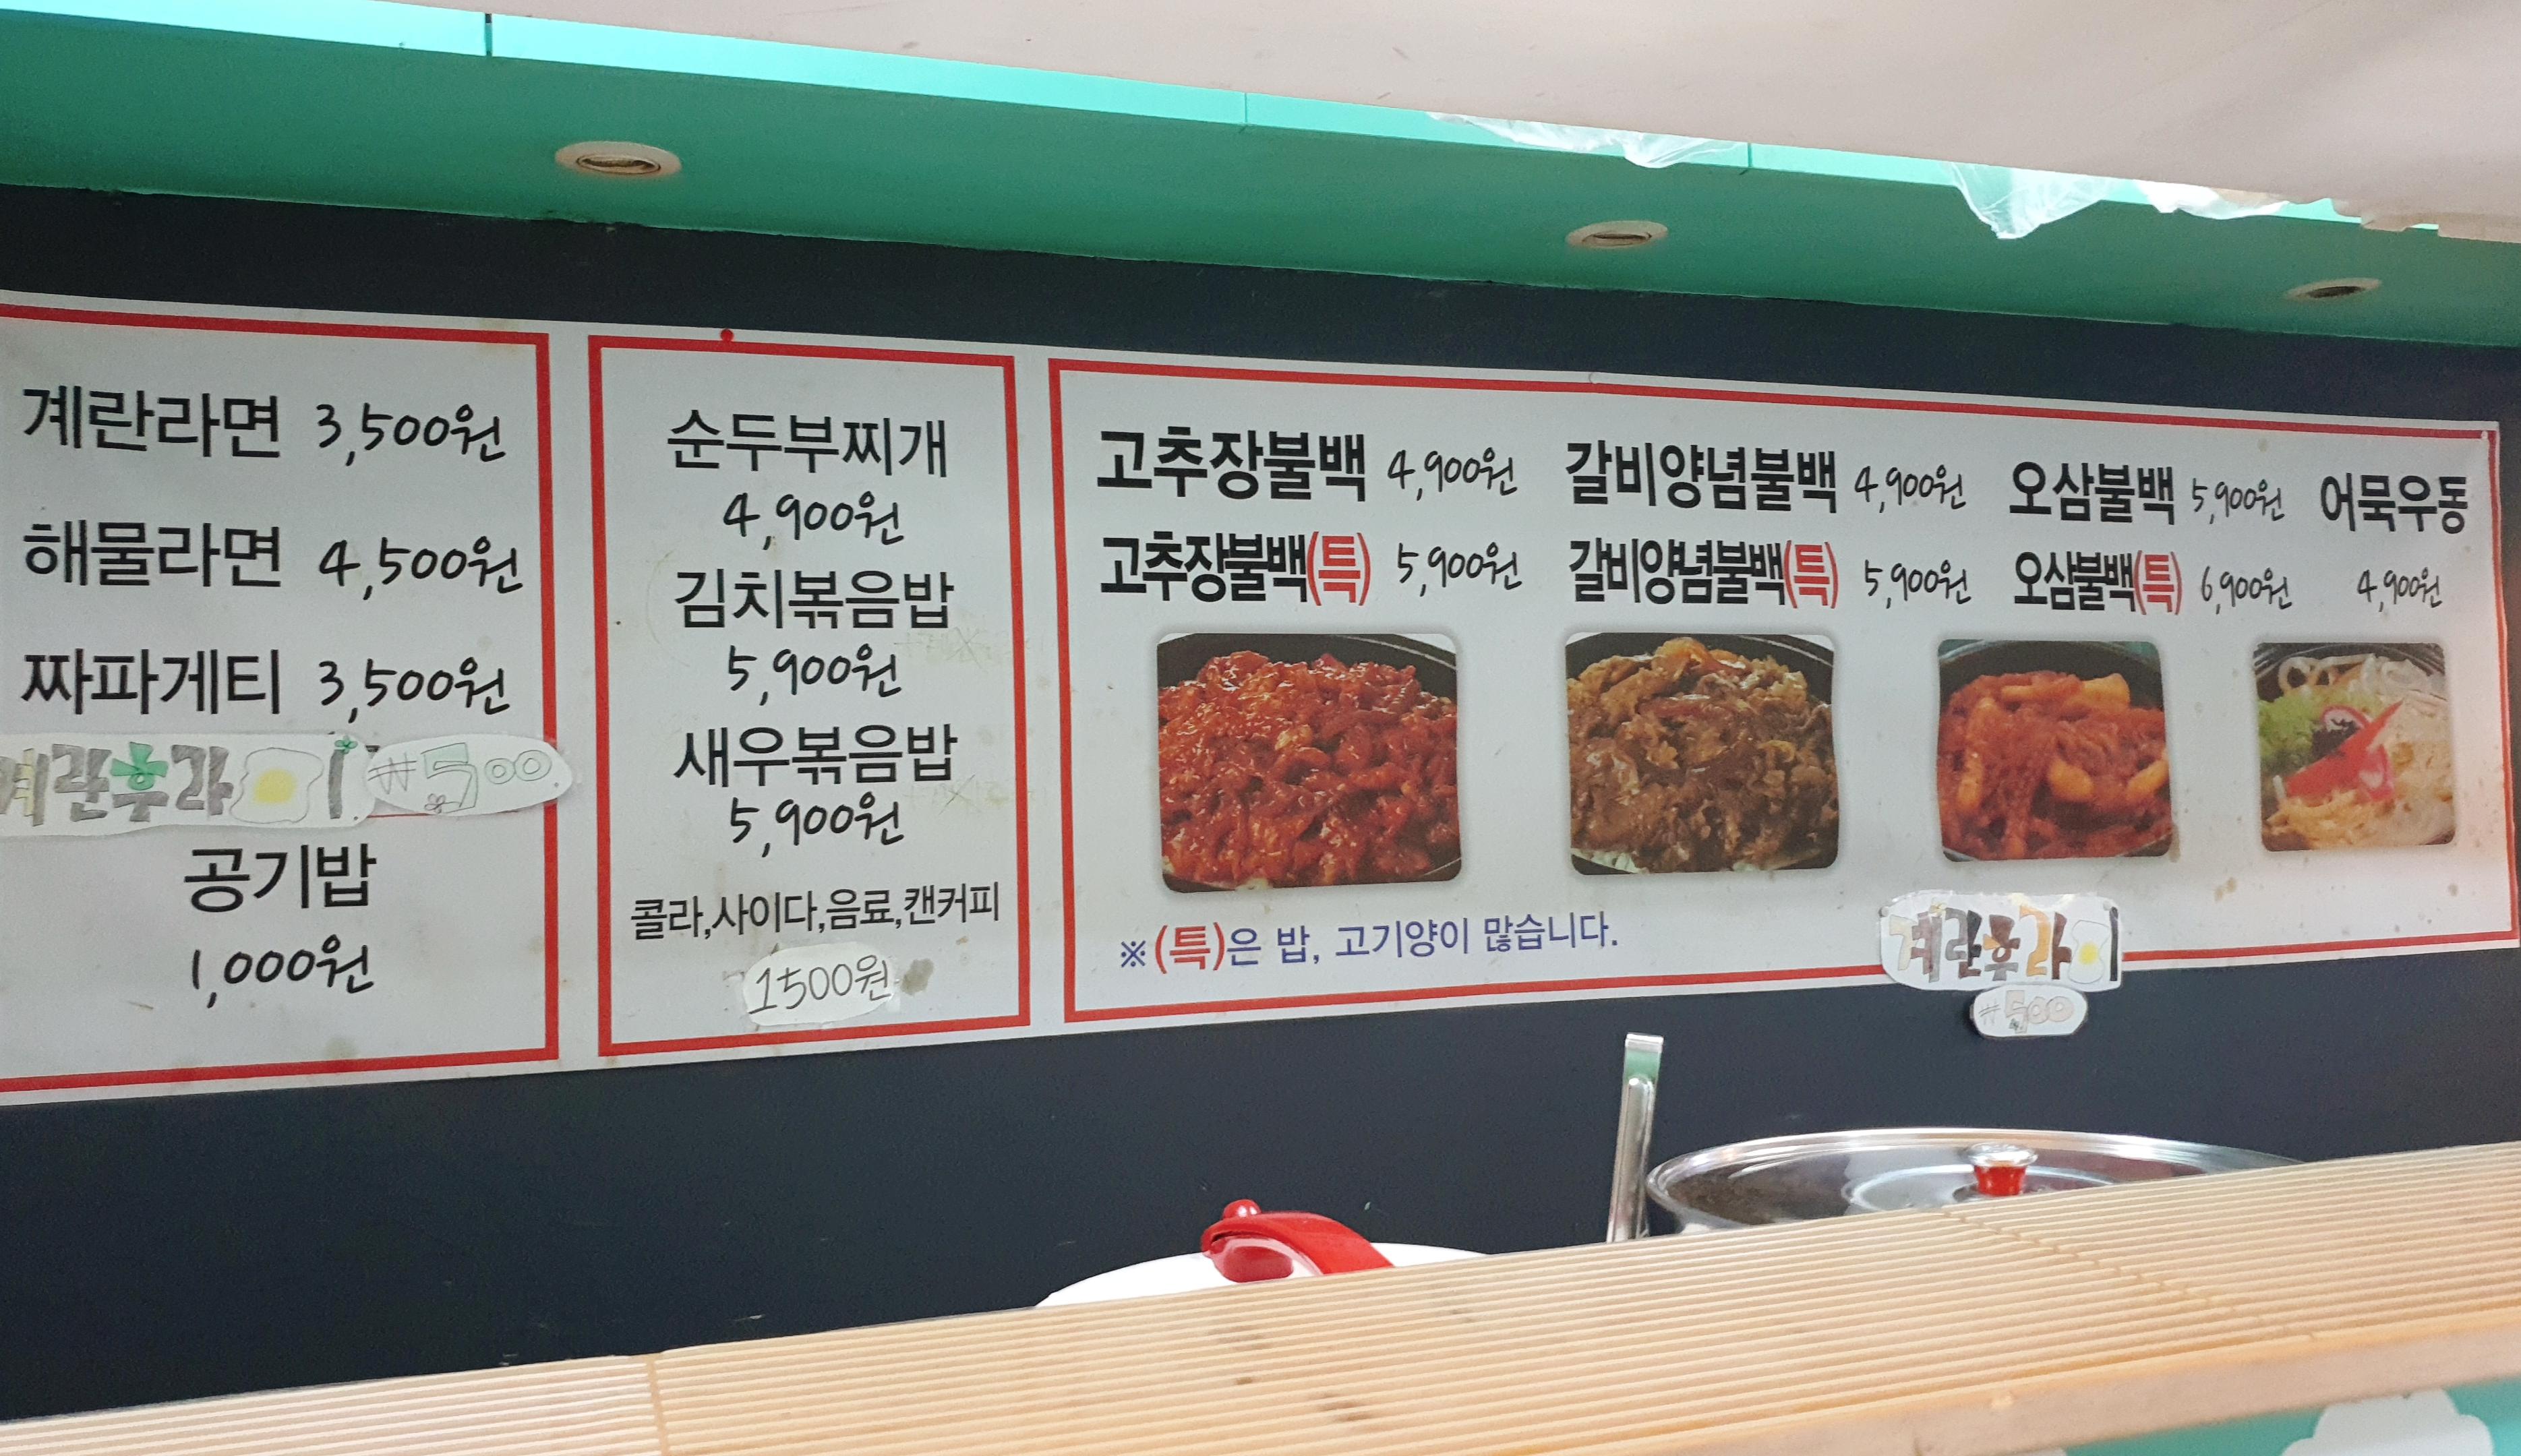 계란라면 3,500원
해물라면 4,500원
짜파게티 3,500원
계란후라이 ₩500
공기밥
1,000원
순두부찌개
4,900원
김치볶음밥
5,900원
새우볶음밥
5,900원
콜라,사이다,음료,캔커피
1500원
고추장불백 4,900원 갈비양념불백 4,900원 오삼불백 5,900원 어묵우동
고추장불백(특) 5,900원 갈비양념불백(특) 5,900원 오삼불백(특) 6,900원 4,900원
※(특)은 밥, 고기양이 많습니다.
계란후라이
₩500